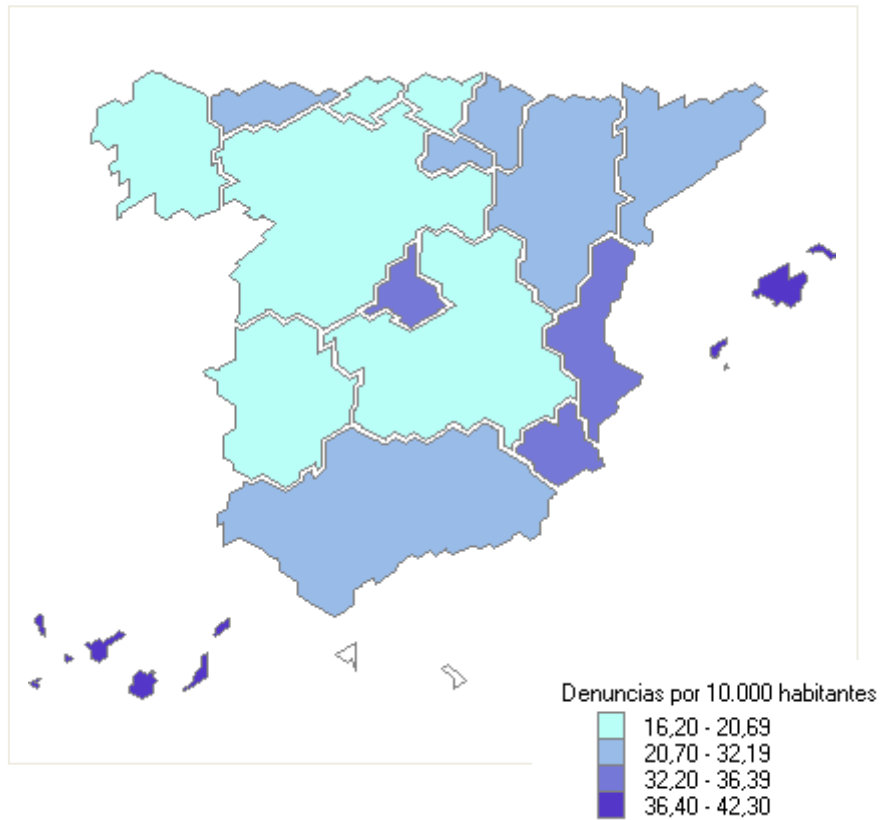 Denuncias por 10.000 habitantes
16,20 - 20,69
20,70 - 32,19
32,20 - 36,39
36,40 - 42,30